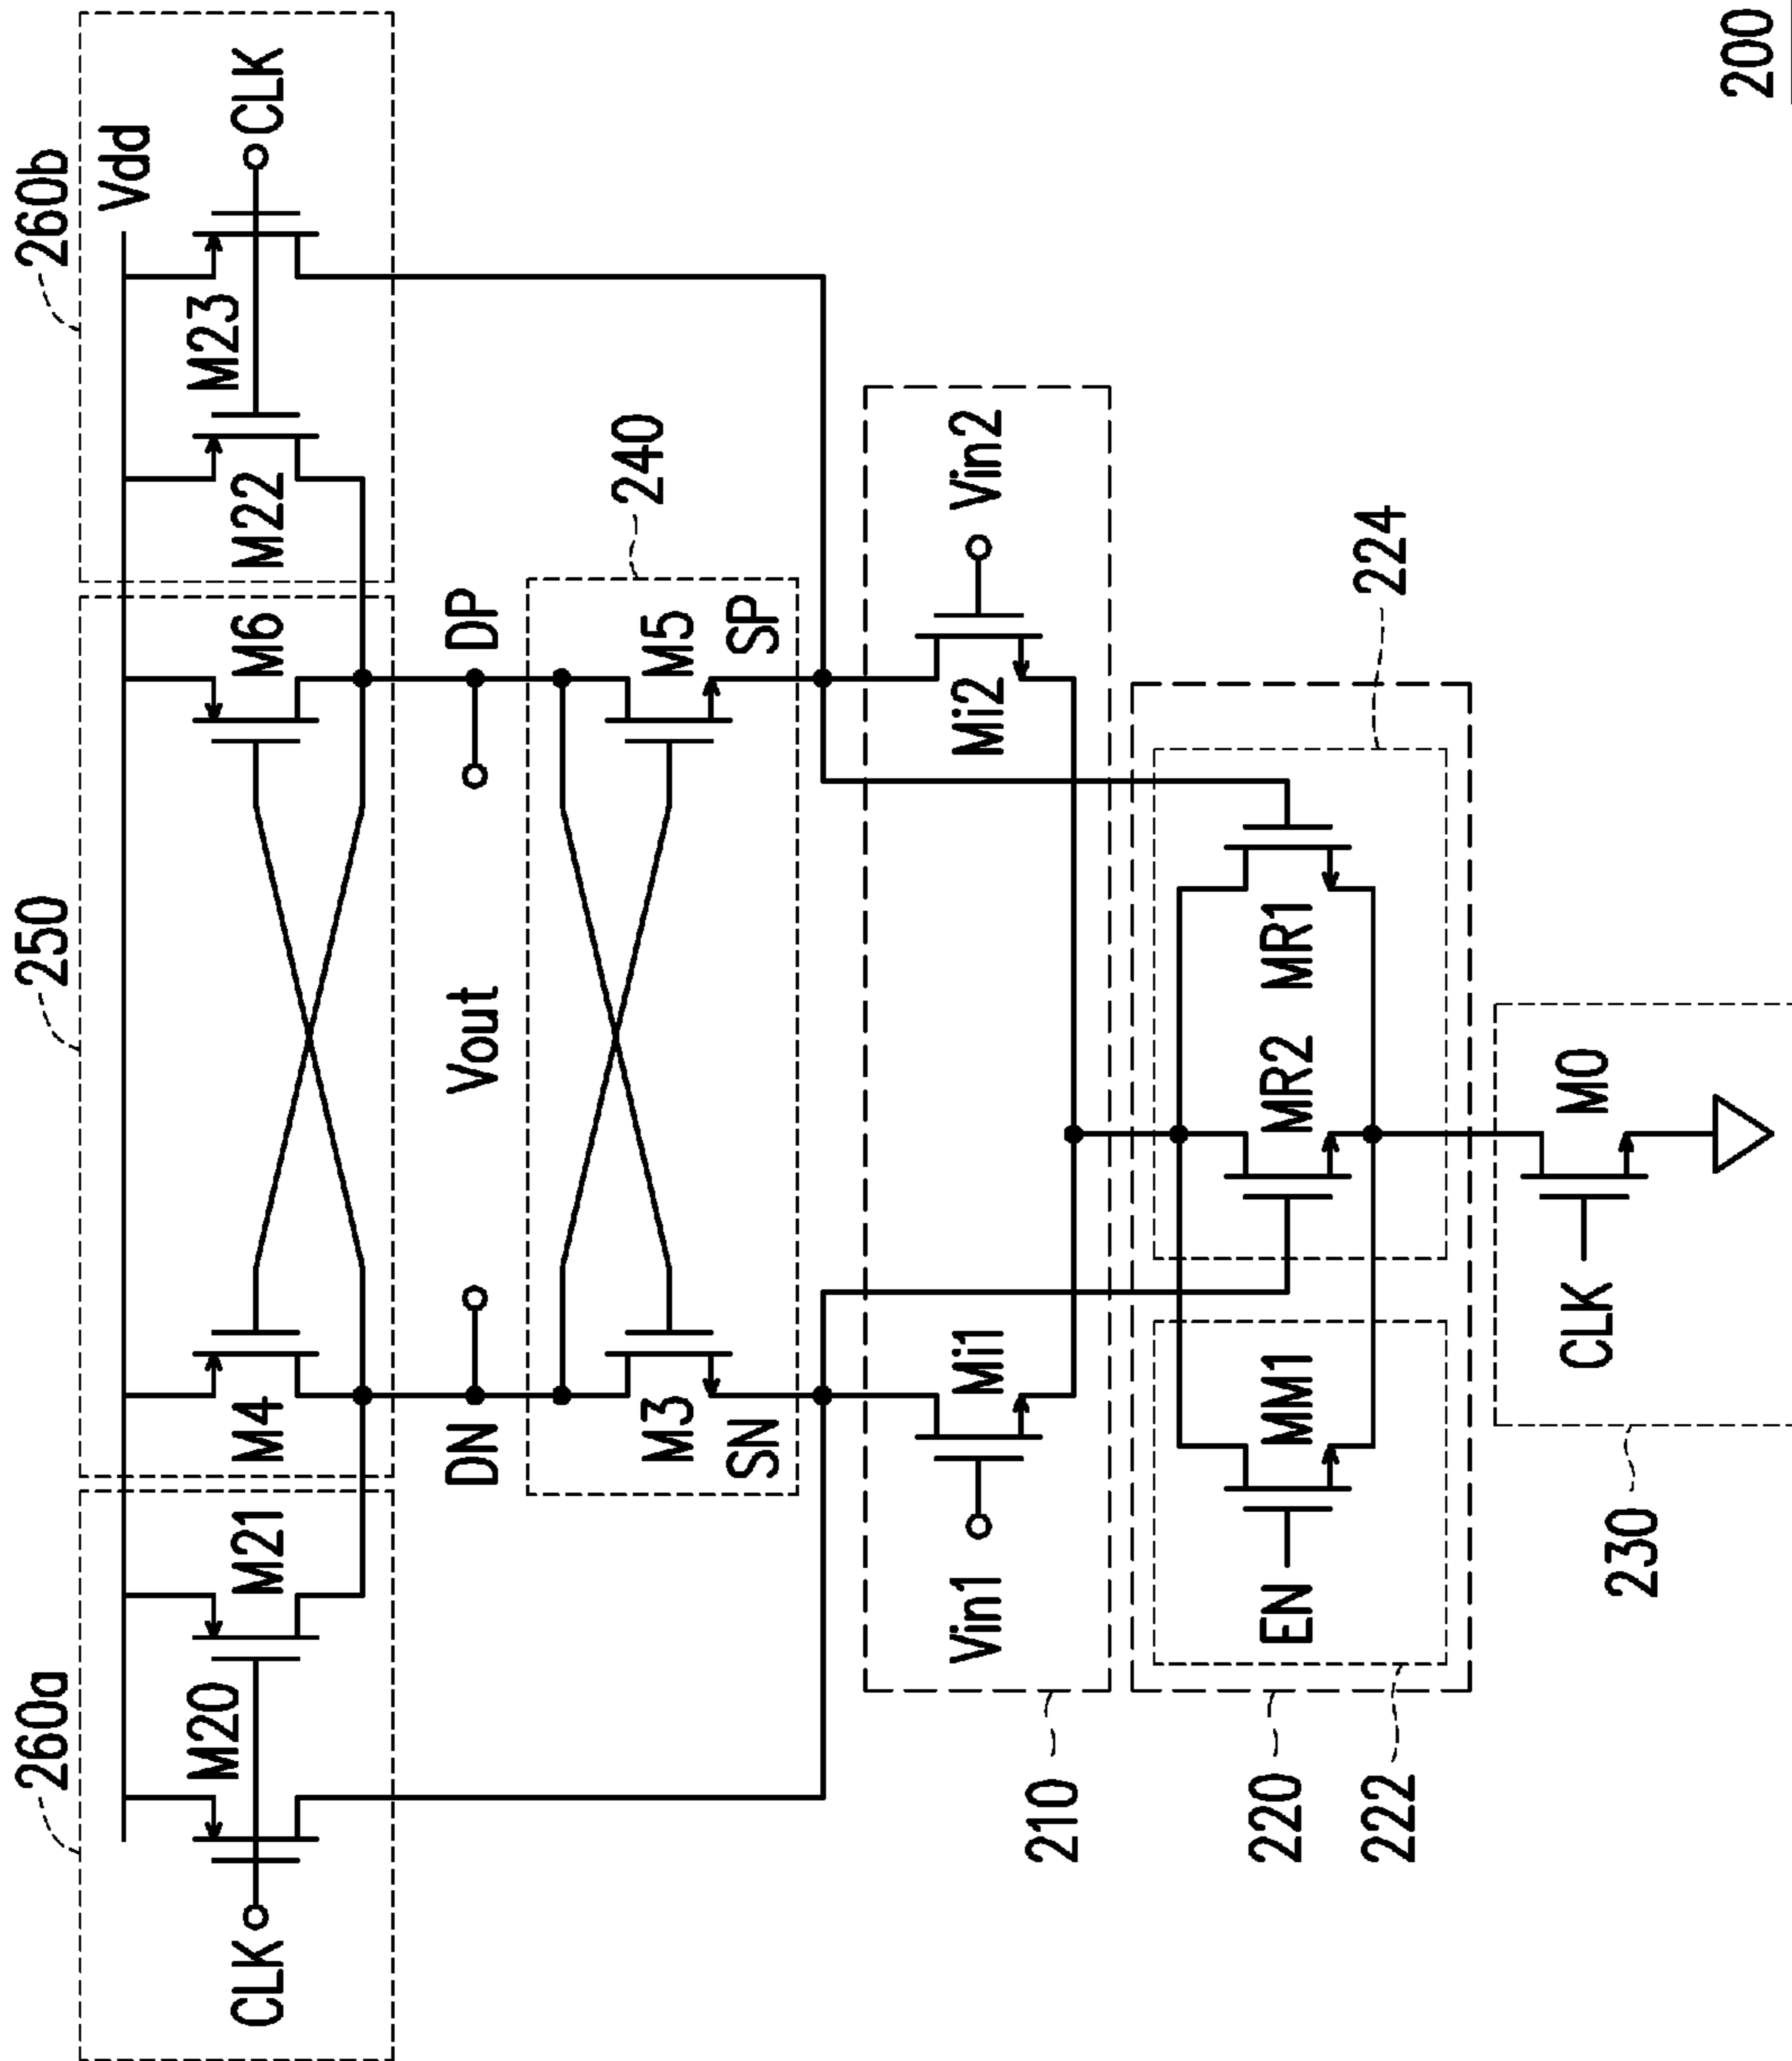 260a
250
260b
Vdd
CLK
M20
M21
M4
M6
M22
M23
CLK
DN
Vout
DP
240
M3
M5
SN
SP
210
Vin1
Mi1
Mi2
Vin2
220
222
224
EN
MM1
MR2
MR1
230
CLK
M0
200